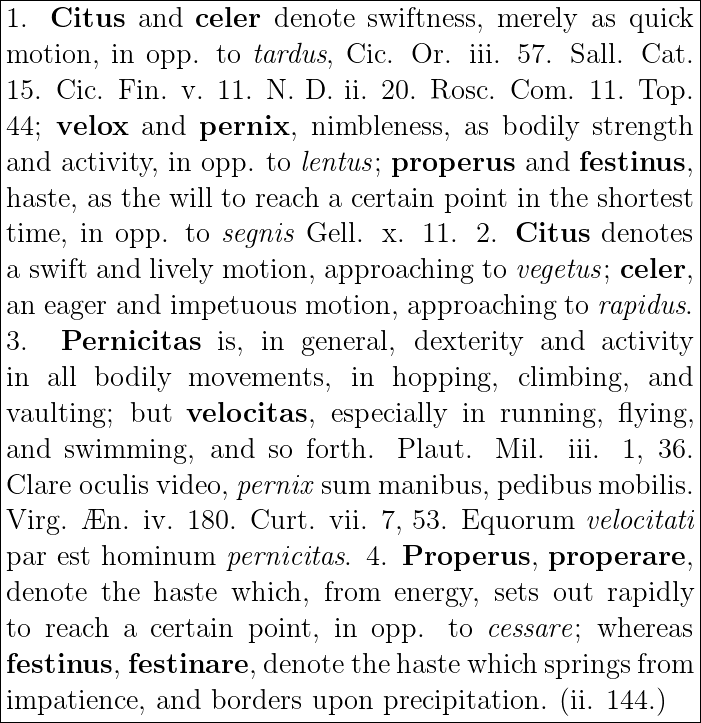 1. Citus and celer denote swiftness, merely as quick
motion, in opp. to tardus, Cic. Or. iii. 57. Sall. Cat.
15. Cic. Fin. v. 11. N. D. ii. 20. Rosc. Com. 11. Top.
44; velox and pernix, nimbleness, as bodily strength
and activity, in opp. to lentus; properus and festinus,
haste, as the will to reach a certain point in the shortest
time, in opp. to segnis Gell. x. 11. 2. Citus denotes
a swift and lively motion, approaching to vegetus; celer,
an eager and impetuous motion, approaching to rapidus.
3. Pernicitas is, in general, dexterity and activity
in all bodily movements, in hopping, climbing, and
vaulting; but velocitas, especially in running, flying,
and swimming, and so forth. Plaut. Mil. iii. 1, 36.
Clare oculis video, pernix sum manibus, pedibus mobilis.
Virg. Æn. iv. 180. Curt. vii. 7, 53. Equorum velocitati
par est hominum pernicitas. 4. Properus, properare,
denote the haste which, from energy, sets out rapidly
to reach a certain point, in opp. to cessare; whereas
festinus, festinare, denote the haste which springs from
impatience, and borders upon precipitation. (ii. 144.)